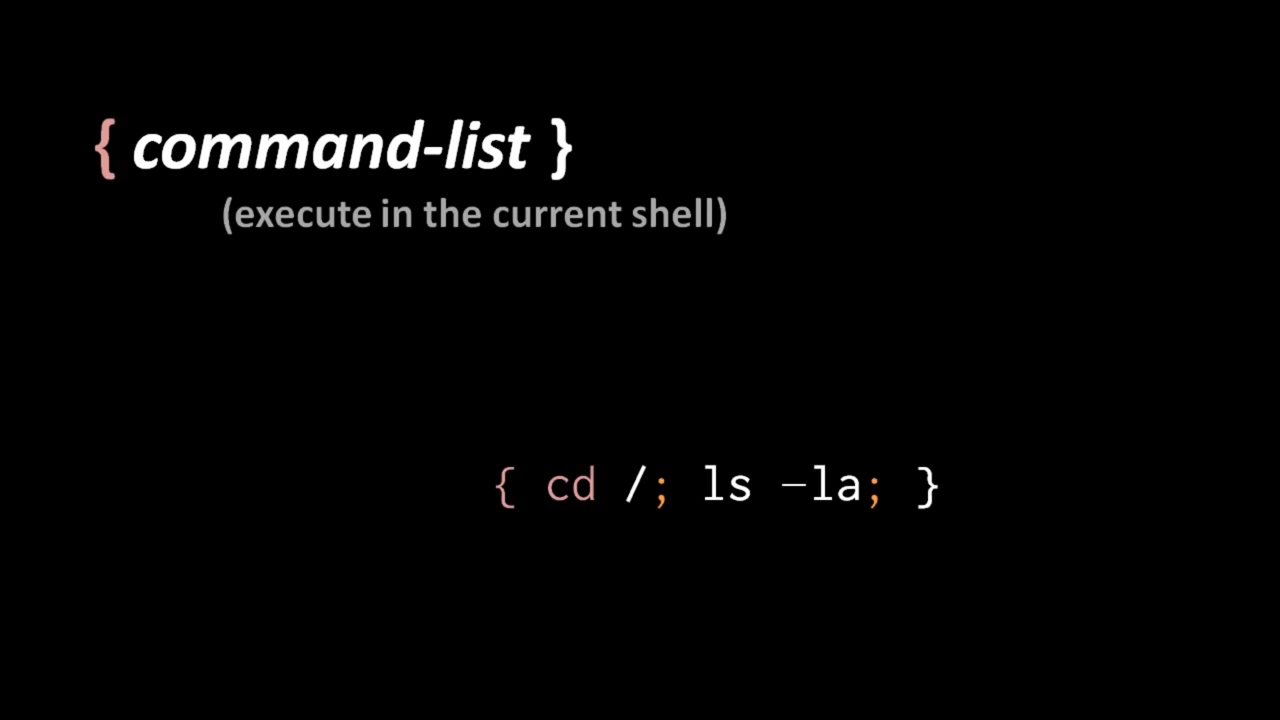 { command-list }
(execute in the current shell)
{ cd /; ls -la; }